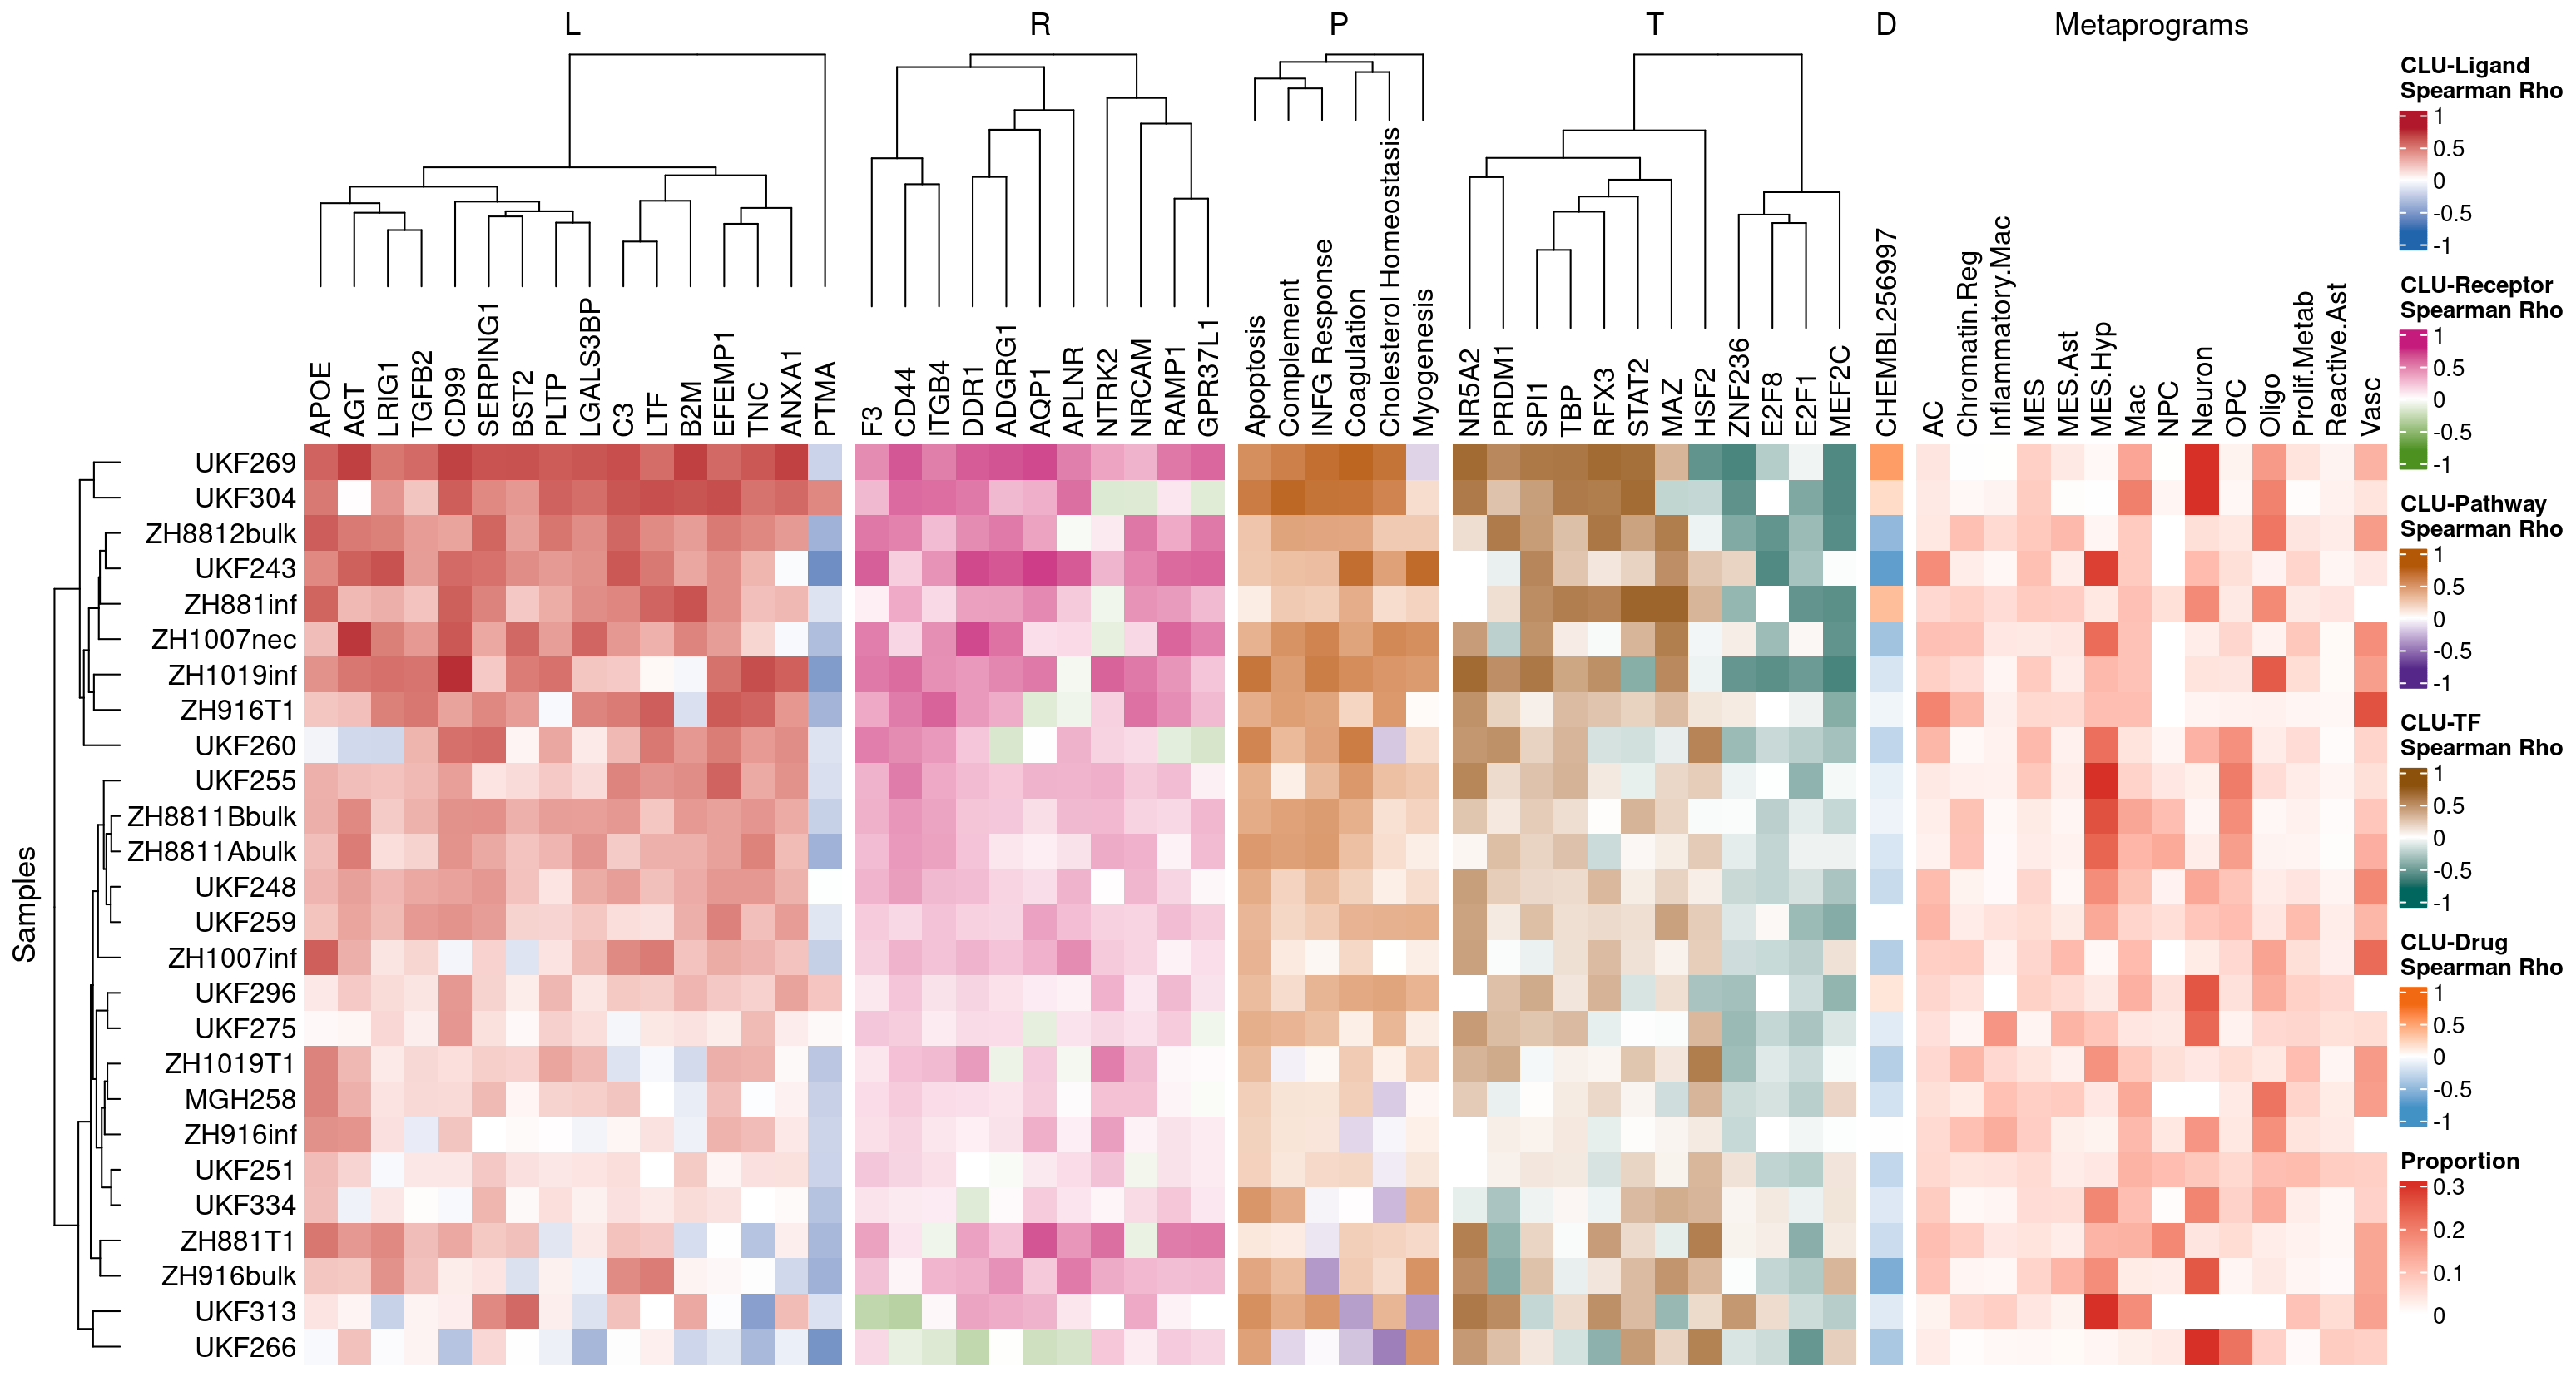 L R P T D Metaprograms
APOE
AGT
LRIG1
TGFB2
CD99
SERPING1
BST2
PLTP
LGALS3BP
C3
LTF
B2M
EFEMP1
TNC
ANXA1
PTMA
F3
CD44
ITGB4
DDR1
ADGRG1
AQP1
APLNR
NTRK2
NRCAM
RAMP1
GPR37L1
Apoptosis
Complement
INFG Response
Coagulation
Cholesterol Homeostasis
Myogenesis
NR5A2
PRDM1
SPI1
TBP
RFX3
STAT2
MAZ
HSF2
ZNF236
E2F8
E2F1
MEF2C
CHEMBL256997
AC
Chromatin.Reg
Inflammatory.Mac
MES
MES.Ast
MES.Hyp
Mac
NPC
Neuron
OPC
Oligo
Prolif.Metab
Reactive.Ast
Vasc
Samples
UKF269
UKF304
ZH8812bulk
UKF243
ZH881inf
ZH1007nec
ZH1019inf
ZH916T1
UKF260
UKF255
ZH8811Bbulk
ZH8811Abulk
UKF248
UKF259
ZH1007inf
UKF296
UKF275
ZH1019T1
MGH258
ZH916inf
UKF251
UKF334
ZH881T1
ZH916bulk
UKF313
UKF266
CLU-Ligand
Spearman Rho
1
0.5
0
-0.5
-1
CLU-Receptor
Spearman Rho
1
0.5
0
-0.5
-1
CLU-Pathway
Spearman Rho
1
0.5
0
-0.5
-1
CLU-TF
Spearman Rho
1
0.5
0
-0.5
-1
CLU-Drug
Spearman Rho
1
0.5
0
-0.5
-1
Proportion
0.3
0.2
0.1
0